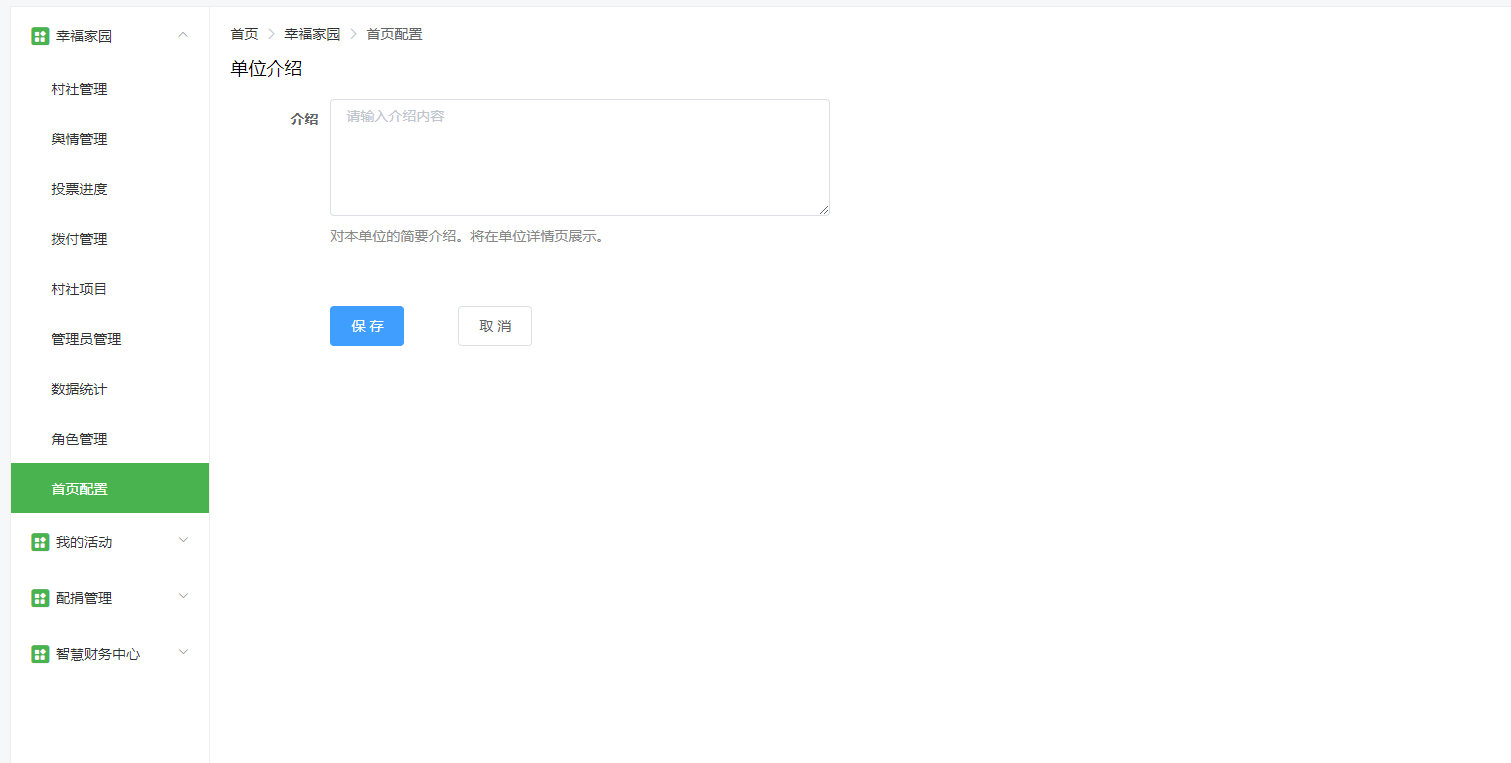 幸福家园
村社管理
舆情管理
投票进度
拨付管理
村社项目
管理员管理
数据统计
角色管理
首页配置
我的活动
配捐管理
智慧财务中心
首页 > 幸福家园 > 首页配置
单位介绍
介绍
请输入介绍内容
对本单位的简要介绍。将在单位详情页展示。
保 存
取 消